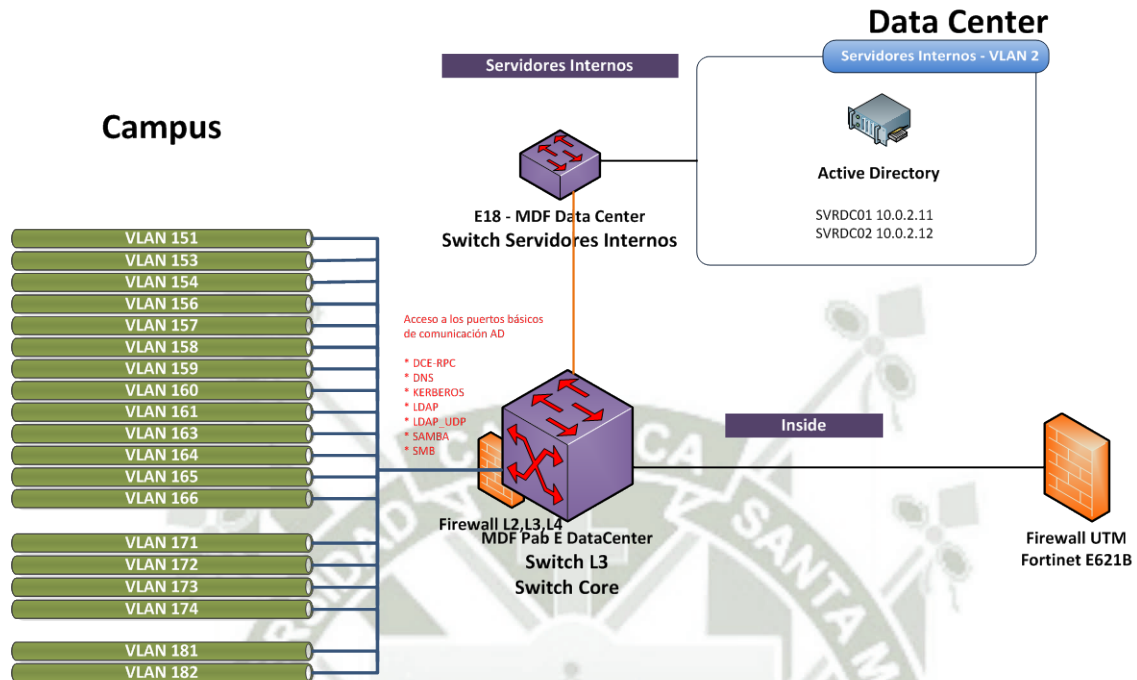 Data Center
Servidores Internos
Servidores Internos - VLAN 2
Campus
Active Directory
SVRDC01 10.0.2.11
SVRDC02 10.0.2.12
E18 - MDF Data Center
Switch Servidores Internos
VLAN 151
VLAN 153
VLAN 154
VLAN 156
VLAN 157
VLAN 158
VLAN 159
VLAN 160
VLAN 161
VLAN 163
VLAN 164
VLAN 165
VLAN 166
VLAN 171
VLAN 172
VLAN 173
VLAN 174
VLAN 181
VLAN 182
Acceso a los puertos básicos
de comunicación AD
* DCE-RPC
* DNS
* KERBEROS
* LDAP
* LDAP_UDP
* SAMBA
* SMB
Firewall L2,L3,L4
MDF Pab E DataCenter
Switch L3
Switch Core
Inside
Firewall UTM
Fortinet E621B
SANTA